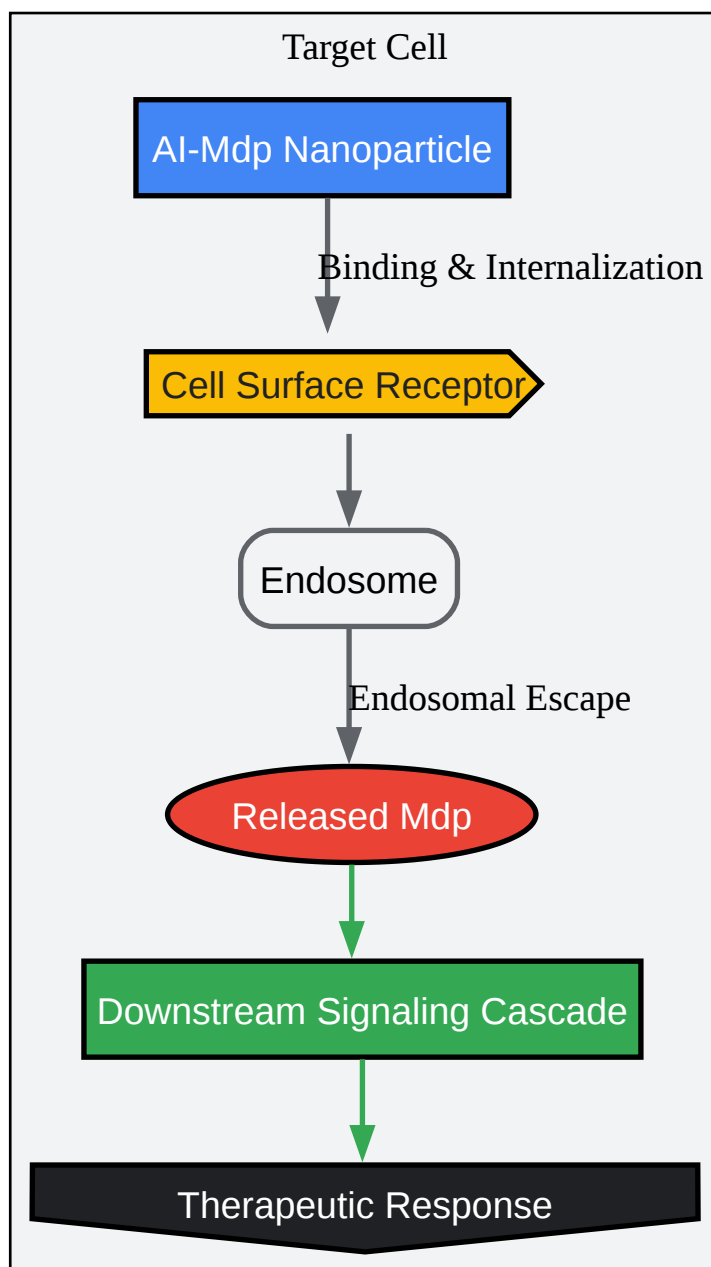 Target Cell
AI-Mdp Nanoparticle
Binding & Internalization
Cell Surface Receptor
Endosome
Endosomal Escape
Released Mdp
Downstream Signaling Cascade
Therapeutic Response